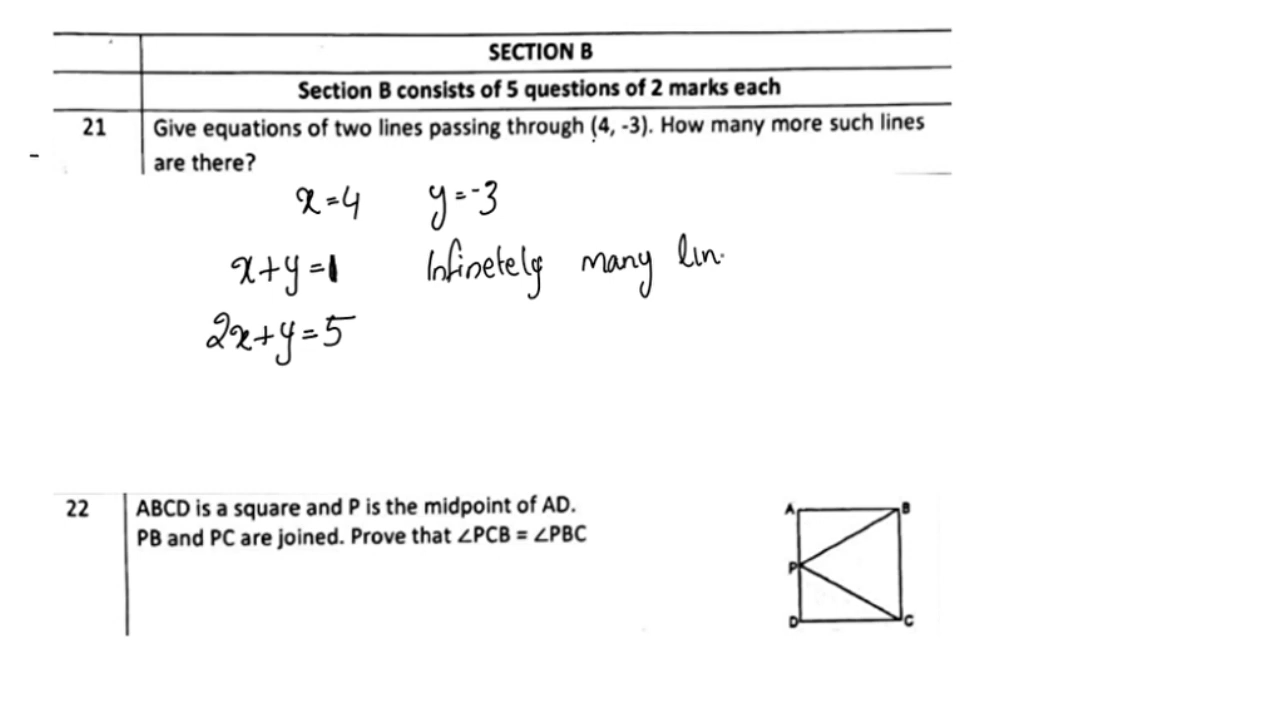 SECTION B
Section B consists of 5 questions of 2 marks each
21 Give equations of two lines passing through (4, -3). How many more such lines
are there?
x=4 y=-3
x+y=1 Infinetely many lin
2x+y=5
22 ABCD is a square and P is the midpoint of AD.
PB and PC are joined. Prove that ∠PCB = ∠PBC
A B
P
D C